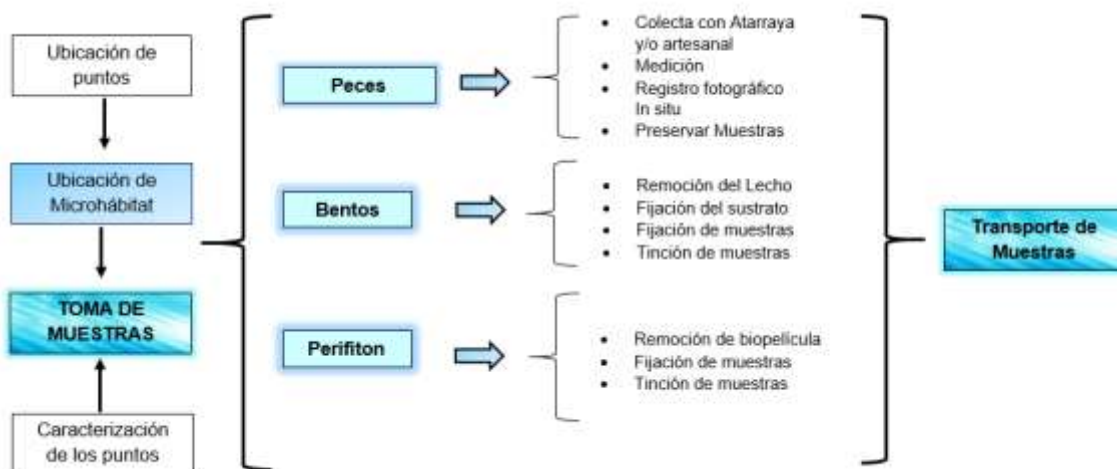 Ubicación de
puntos
Ubicación de
Microhábitat
TOMA DE
MUESTRAS
Caracterización
de los puntos
Peces
• Colecta con Atarraya
y/o artesanal
• Medición
• Registro fotográfico
In situ
• Preservar Muestras
Bentos
• Remoción del Lecho
• Fijación del sustrato
• Fijación de muestras
• Tinción de muestras
Perifiton
• Remoción de biopelícula
• Fijación de muestras
• Tinción de muestras
Transporte de
Muestras